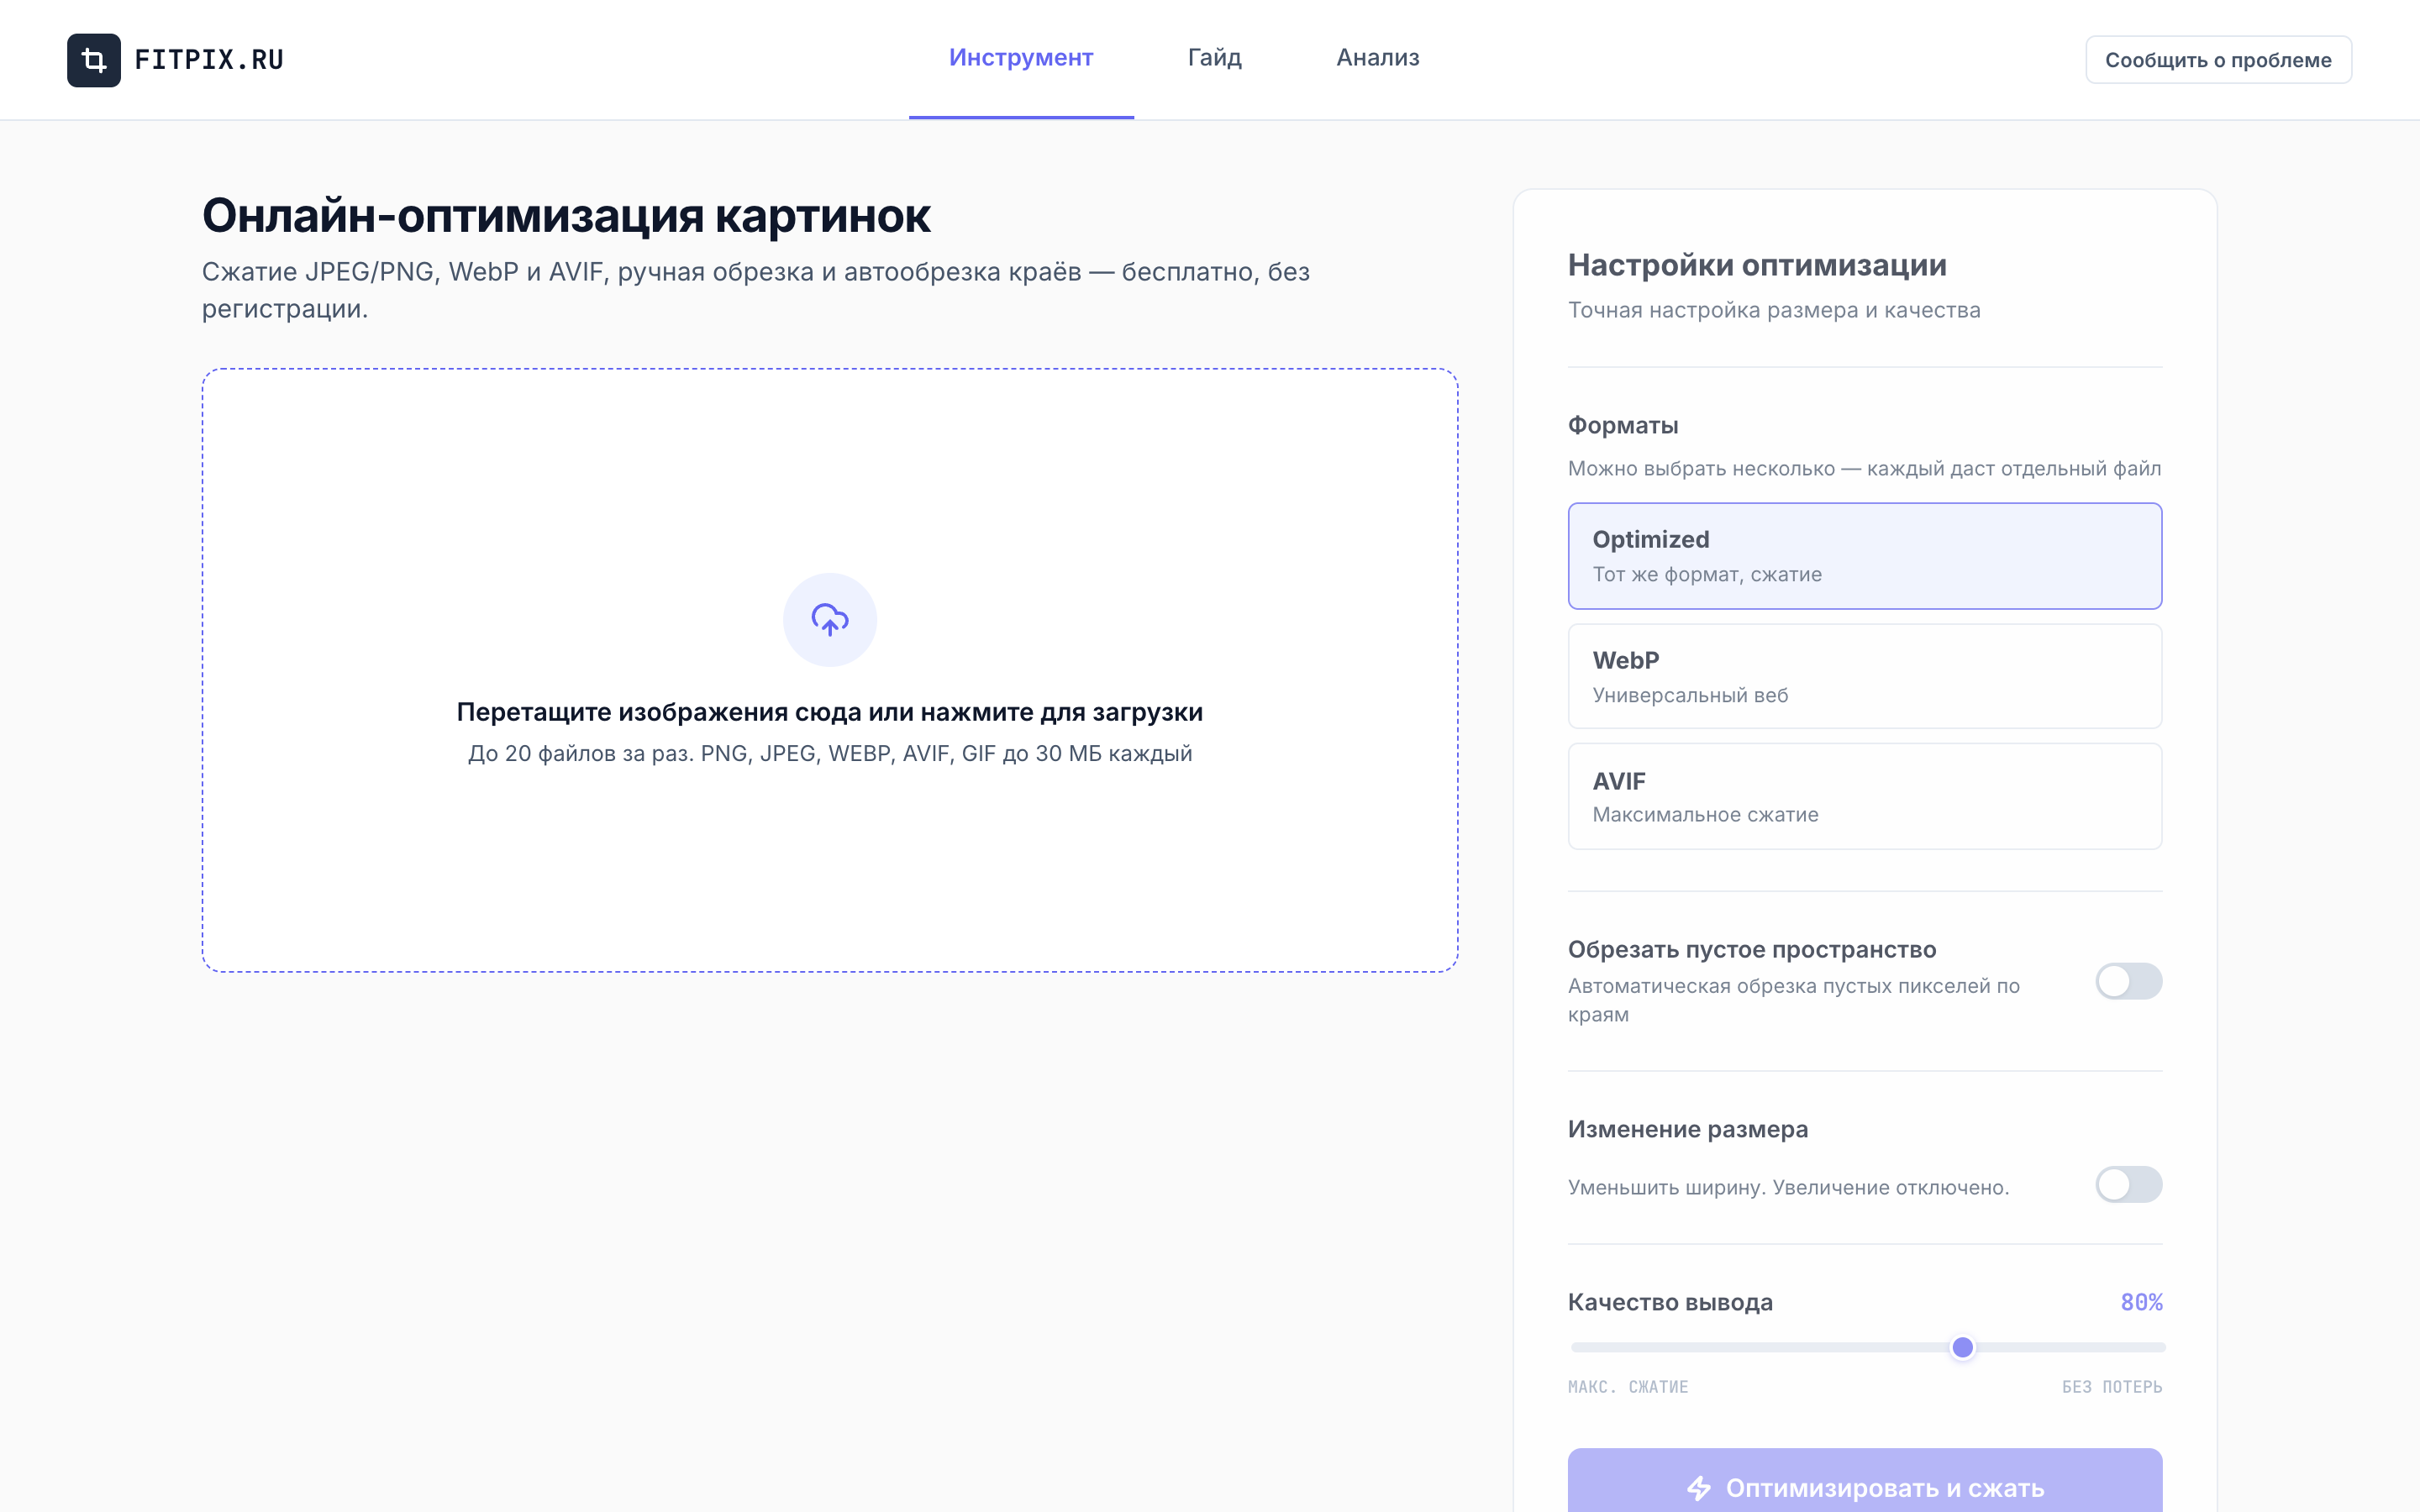 FITPIX.RU
Инструмент
Гайд
Анализ
Сообщить о проблеме
Онлайн-оптимизация картинок
Сжатие JPEG/PNG, WebP и AVIF, ручная обрезка и автообрезка краёв — бесплатно, без
регистрации.
Перетащите изображения сюда или нажмите для загрузки
До 20 файлов за раз. PNG, JPEG, WEBP, AVIF, GIF до 30 МБ каждый
Настройки оптимизации
Точная настройка размера и качества
Форматы
Можно выбрать несколько — каждый даст отдельный файл
Optimized
Тот же формат, сжатие
WebP
Универсальный веб
AVIF
Максимальное сжатие
Обрезать пустое пространство
Автоматическая обрезка пустых пикселей по
краям
Изменение размера
Уменьшить ширину. Увеличение отключено.
Качество вывода
80%
МАКС. СЖАТИЕ
БЕЗ ПОТЕРЬ
Оптимизировать и сжать